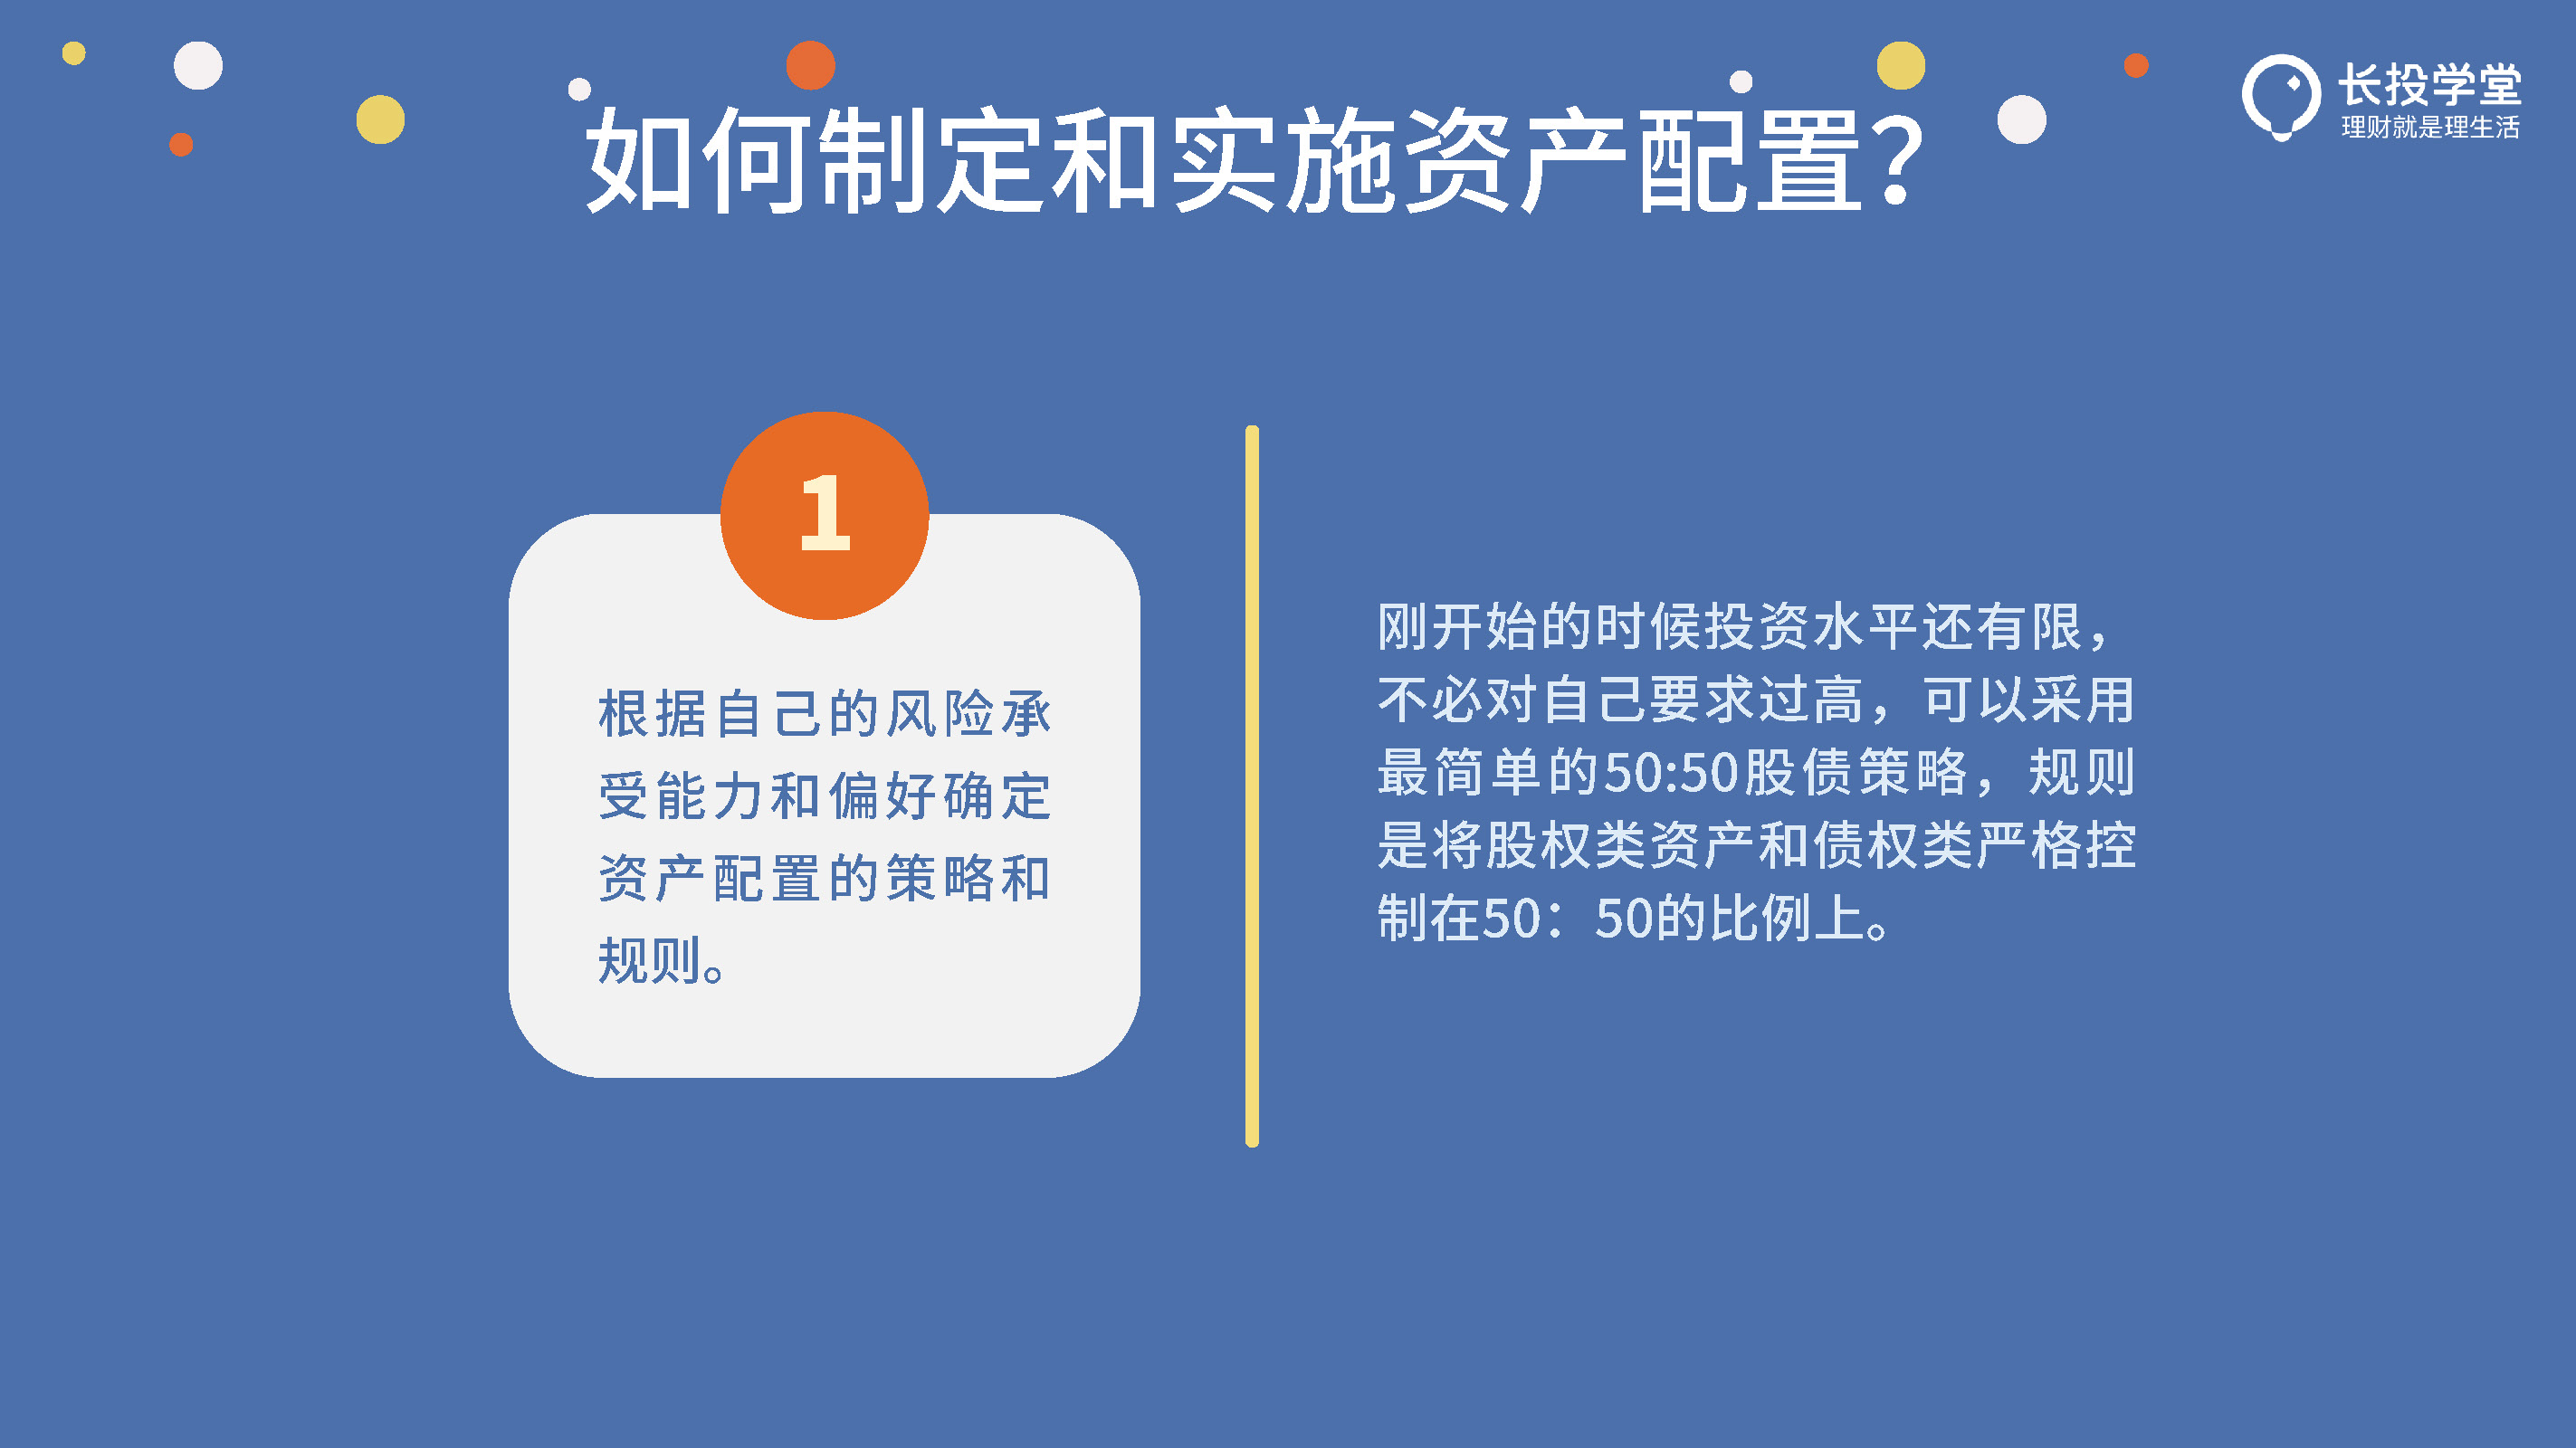 长投学堂
理财就是理生活
如何制定和实施资产配置？
1
根据自己的风险承
受能力和偏好确定
资产配置的策略和
规则。
刚开始的时候投资水平还有限，
不必对自己要求过高，可以采用
最简单的50:50股债策略，规则
是将股权类资产和债权类严格控
制在50：50的比例上。